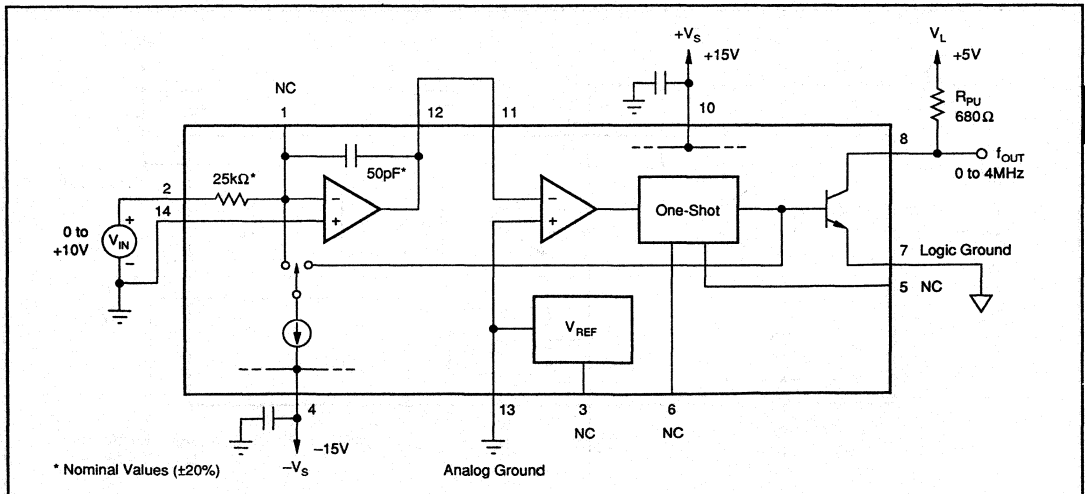 +V_S
+15V
V_L
+5V
NC
1
12
11
10
R_PU
680Ω
8
f_OUT
0 to 4MHz
50pF*
2
25kΩ*
14
−
+
−
+
One-Shot
0 to
+10V
+
V_IN
−
7 Logic Ground
5 NC
V_REF
4
13
3
6
NC
NC
−15V
−V_S
* Nominal Values (±20%)
Analog Ground